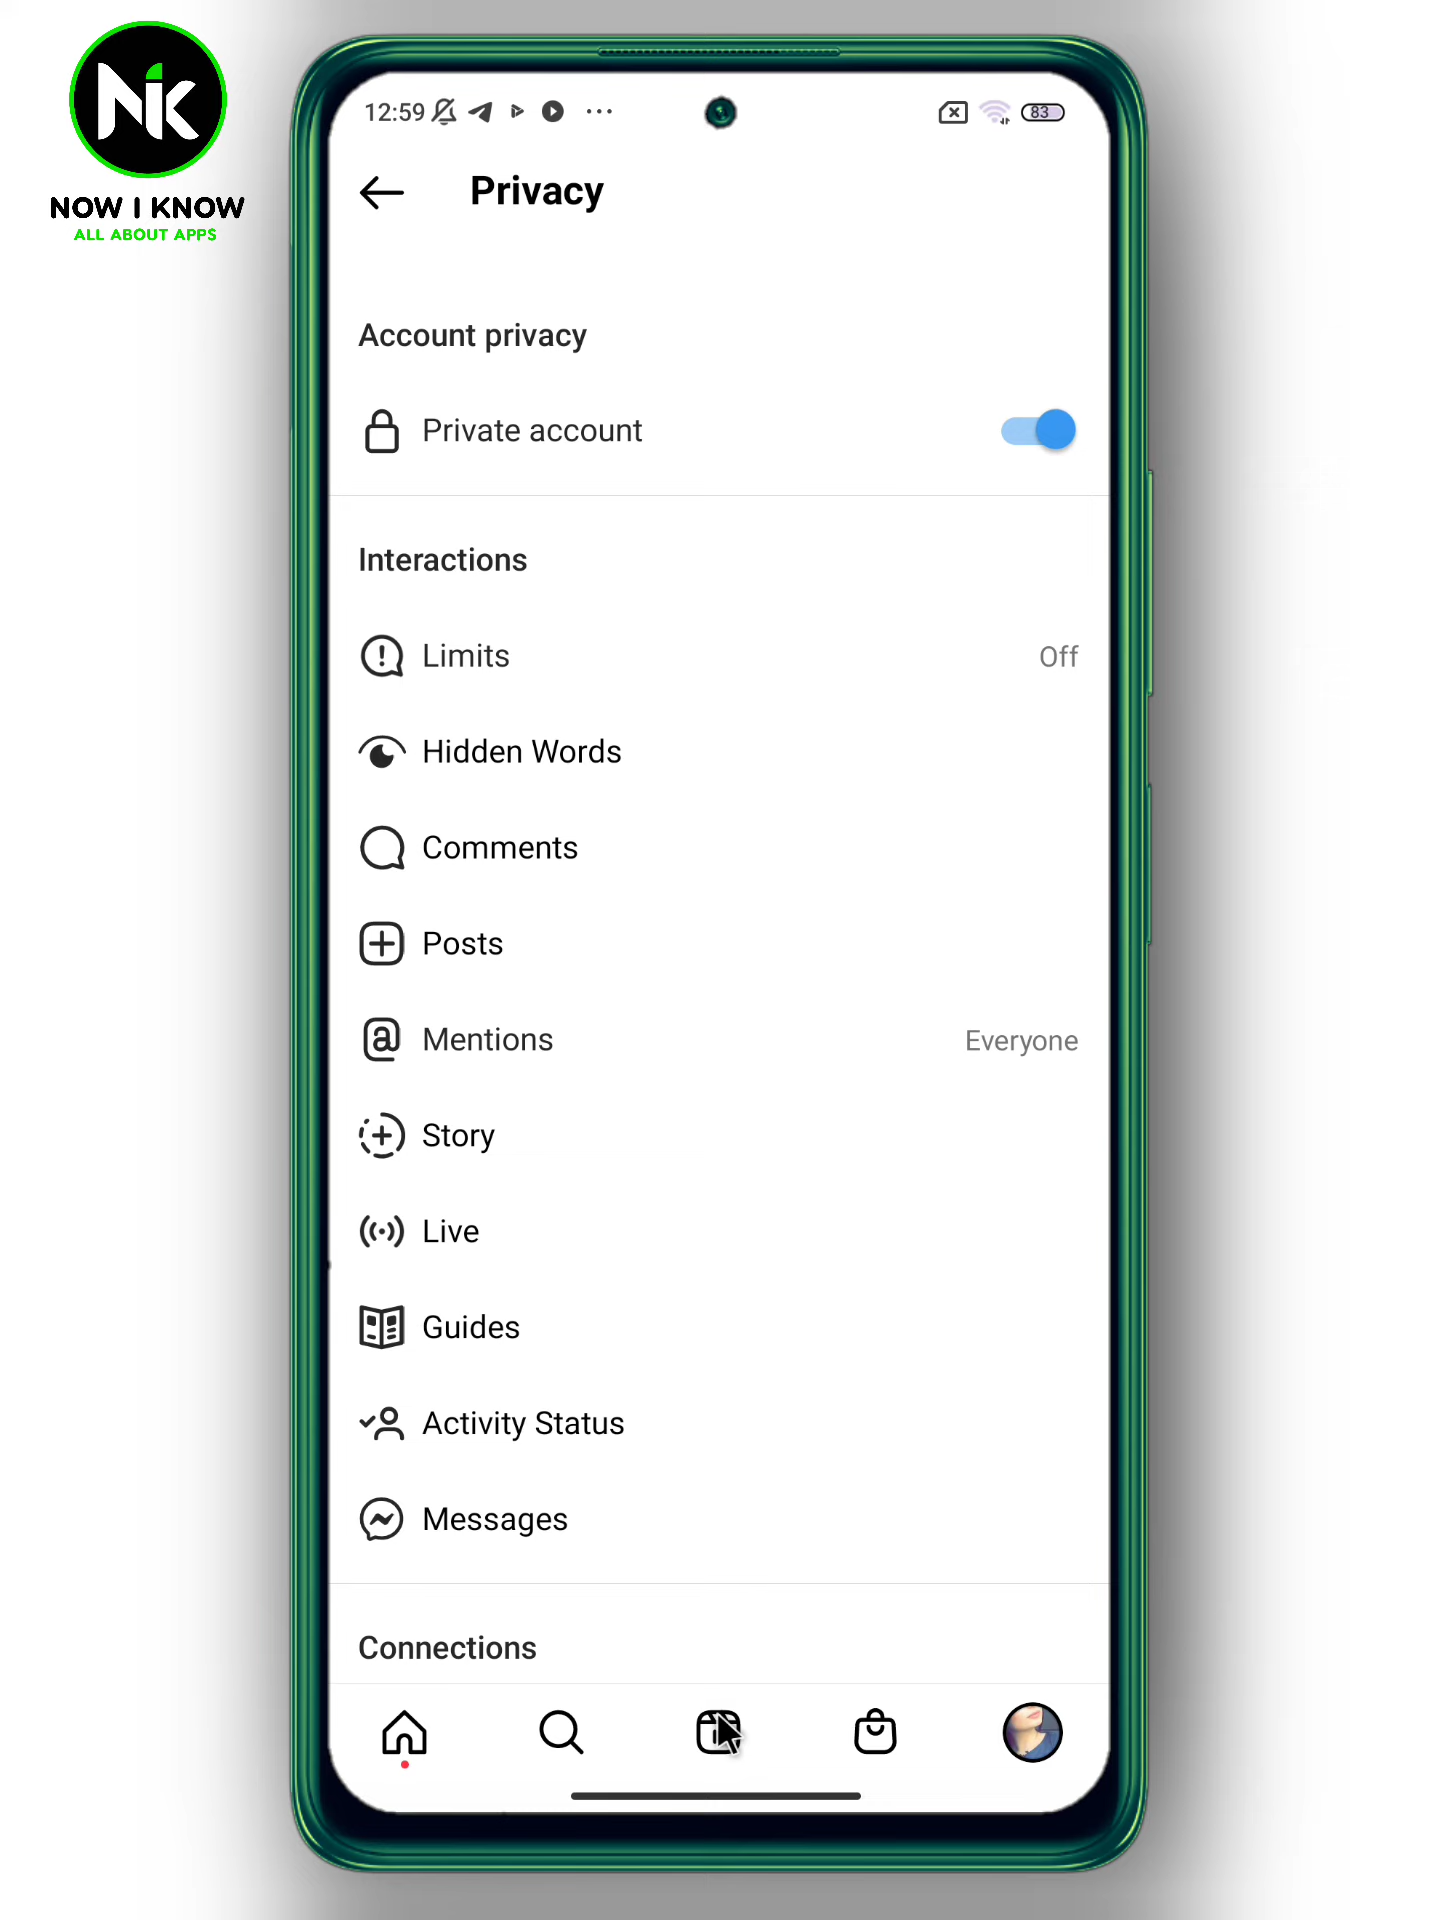 NiK
NOW I KNOW
ALL ABOUT APPS
12:59
83
Privacy
Account privacy
Private account
Interactions
Limits
Off
Hidden Words
Comments
Posts
Mentions
Everyone
Story
Live
Guides
Activity Status
Messages
Connections